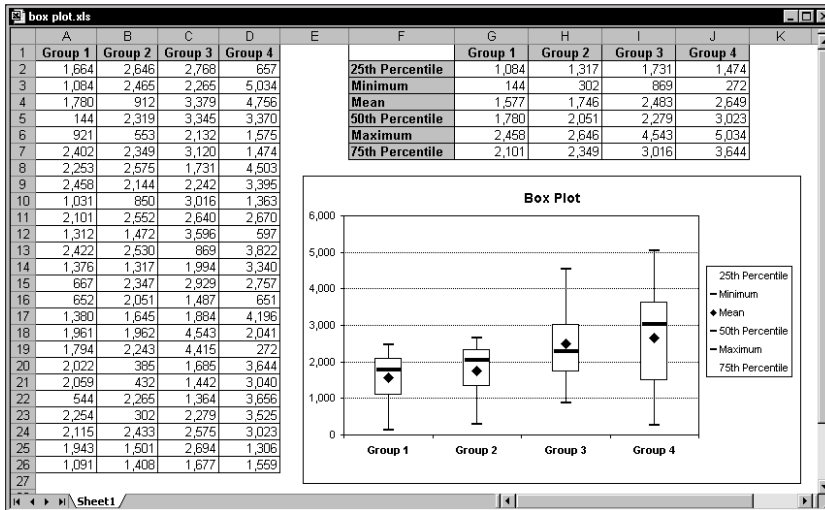 box plot.xls
A B C D E F G H I J K
1 Group 1 Group 2 Group 3 Group 4 Group 1 Group 2 Group 3 Group 4
2 1,664 2,646 2,768 657 25th Percentile 1,084 1,317 1,731 1,474
3 1,084 2,465 2,265 5,034 Minimum 144 302 869 272
4 1,780 912 3,379 4,756 Mean 1,577 1,746 2,483 2,649
5 144 2,319 3,345 3,370 50th Percentile 1,780 2,051 2,279 3,023
6 921 553 2,132 1,575 Maximum 2,458 2,646 4,543 5,034
7 2,402 2,349 3,120 1,474 75th Percentile 2,101 2,349 3,016 3,644
8 2,253 2,575 1,731 4,503
9 2,458 2,144 2,242 3,395
10 1,031 850 3,016 1,363
11 2,101 2,552 2,640 2,670
12 1,312 1,472 3,596 597
13 2,422 2,530 869 3,822
14 1,376 1,317 1,994 3,340
15 667 2,347 2,929 2,757
16 652 2,051 1,487 651
17 1,380 1,645 1,884 4,196
18 1,961 1,962 4,543 2,041
19 1,794 2,243 4,415 272
20 2,022 385 1,685 3,644
21 2,059 432 1,442 3,040
22 544 2,265 1,364 3,656
23 2,254 302 2,279 3,525
24 2,115 2,433 2,575 3,023
25 1,943 1,501 2,694 1,306
26 1,091 1,408 1,677 1,559
27
Box Plot
6,000
5,000
4,000
3,000
2,000
1,000
0
Group 1 Group 2 Group 3 Group 4
25th Percentile
Minimum
Mean
50th Percentile
Maximum
75th Percentile
Sheet1